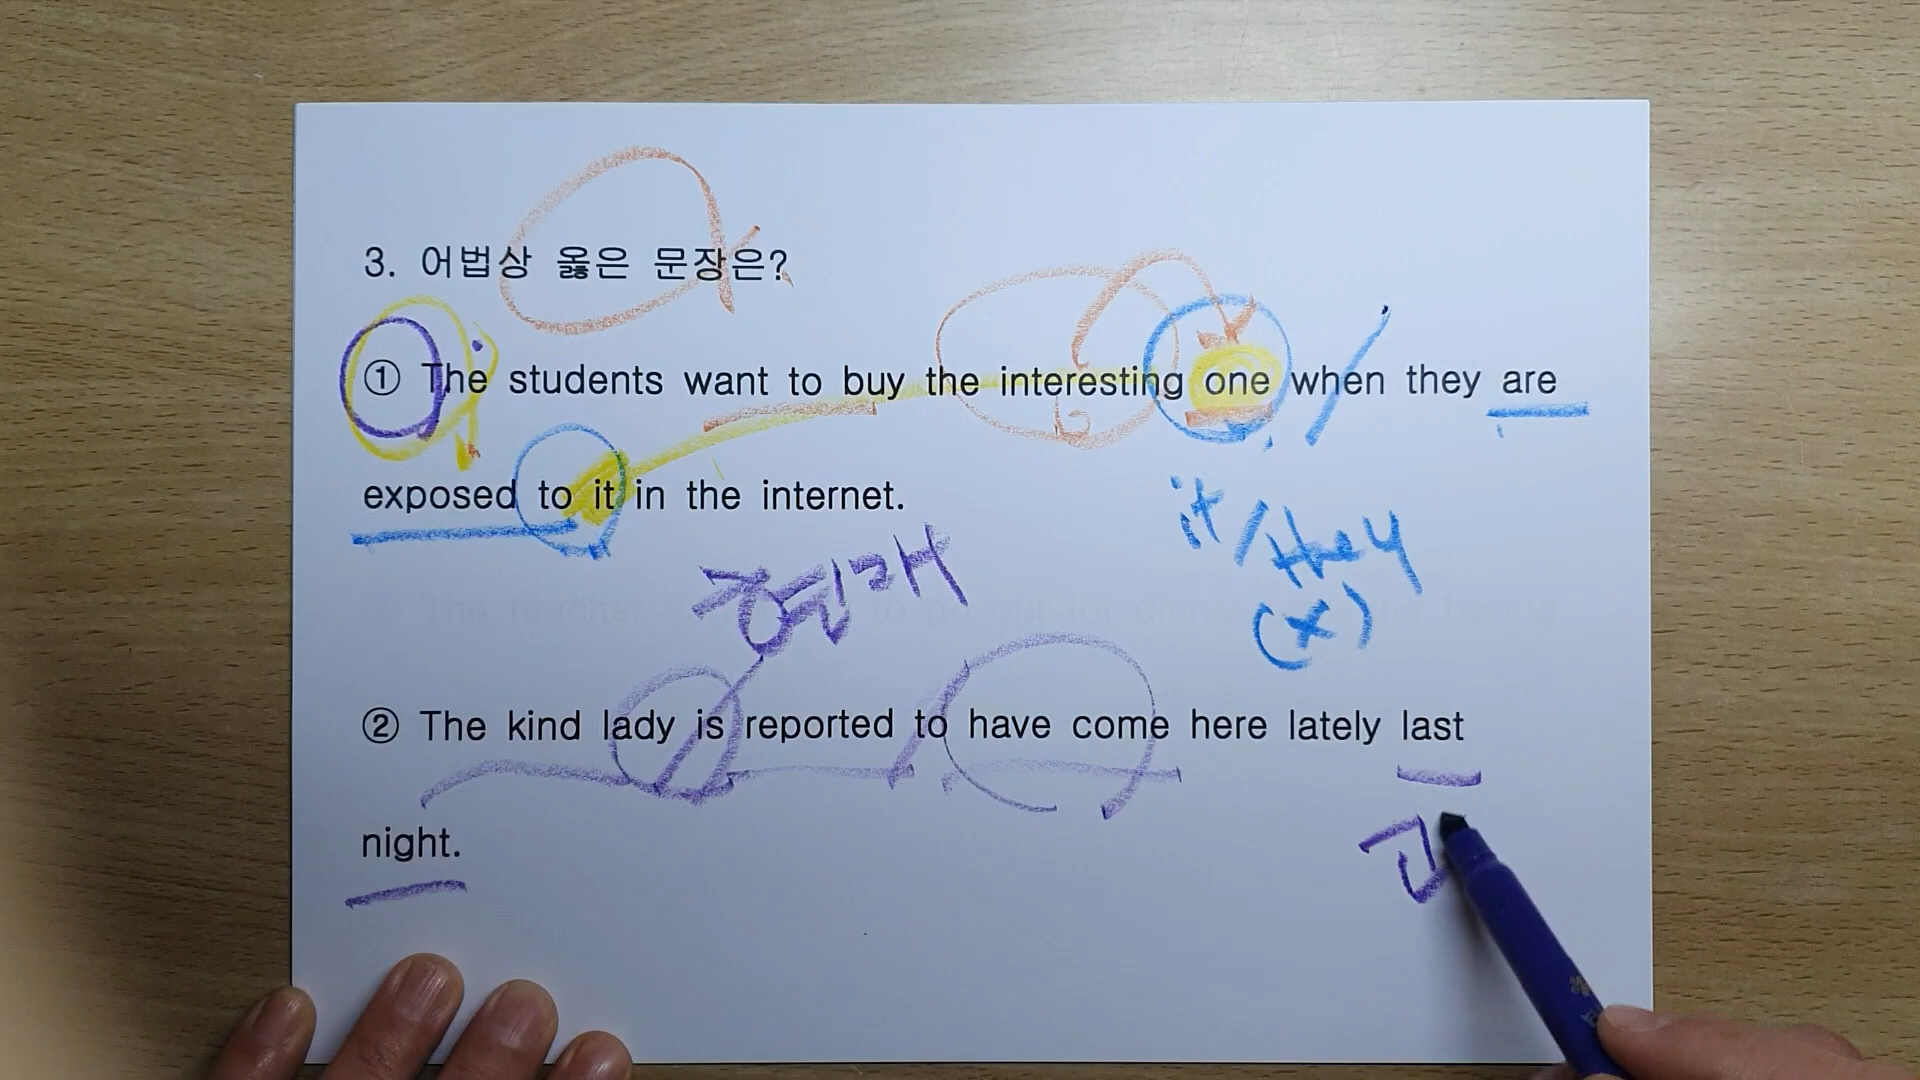 3. 어법상 옳은 문장은?
① The students want to buy the interesting one when they are
exposed to it in the internet.
it / they
(x)
현재
② The kind lady is reported to have come here lately last
night.